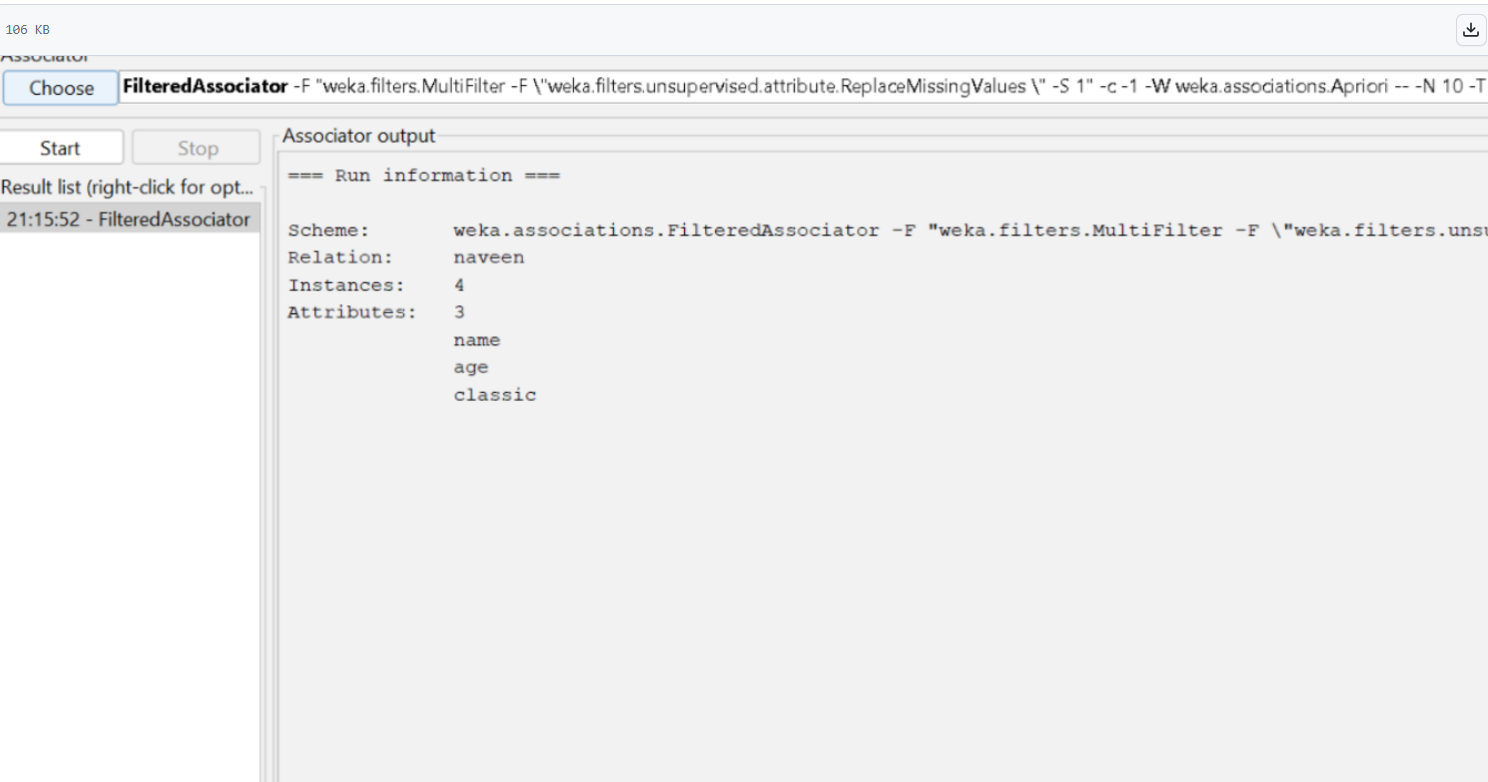 106 KB
Associator
Choose FilteredAssociator -F "weka.filters.MultiFilter -F \"weka.filters.unsupervised.attribute.ReplaceMissingValues \" -S 1" -c -1 -W weka.associations.Apriori -- -N 10 -T
Start Stop
Associator output
=== Run information ===
Result list (right-click for opt...
21:15:52 - FilteredAssociator
Scheme: weka.associations.FilteredAssociator -F "weka.filters.MultiFilter -F \"weka.filters.unsu
Relation: naveen
Instances: 4
Attributes: 3
name
age
classic